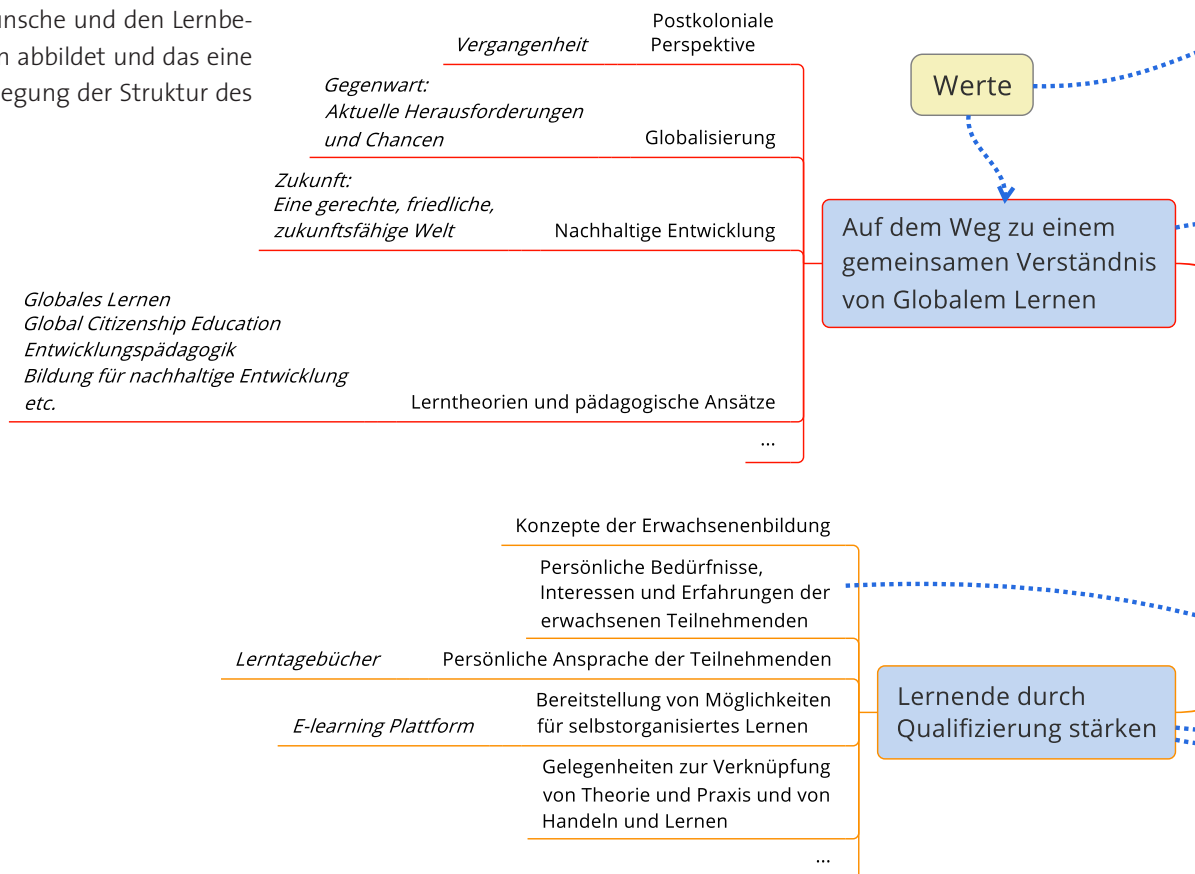 und den Lernbe-
abbildet und das eine
der Struktur des
Postkoloniale
Vergangenheit Perspektive
Gegenwart:
Aktuelle Herausforderungen
und Chancen Globalisierung
Zukunft:
Eine gerechte, friedliche,
zukunftsfähige Welt Nachhaltige Entwicklung
Globales Lernen
Global Citizenship Education
Entwicklungspädagogik
Bildung für nachhaltige Entwicklung
etc. Lerntheorien und pädagogische Ansätze
...
Werte
Auf dem Weg zu einem
gemeinsamen Verständnis
von Globalem Lernen
Konzepte der Erwachsenenbildung
Persönliche Bedürfnisse,
Interessen und Erfahrungen der
erwachsenen Teilnehmenden
Lerntagebücher Persönliche Ansprache der Teilnehmenden
Bereitstellung von Möglichkeiten
E-learning Plattform für selbstorganisiertes Lernen
Gelegenheiten zur Verknüpfung
von Theorie und Praxis und von
Handeln und Lernen
...
Lernende durch
Qualifizierung stärken